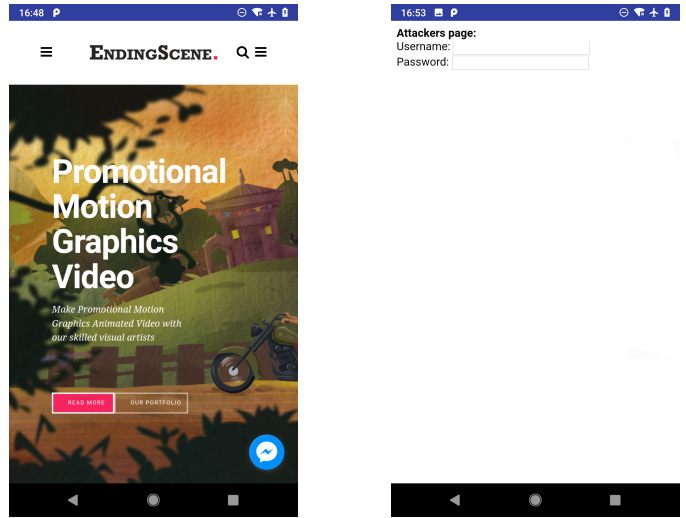 16:48
ENDINGSCENE.
Promotional
Motion
Graphics
Video
Make Promotional Motion
Graphics Animated Video with
our skilled visual artists
READ MORE
OUR PORTFOLIO
16:53
Attackers page:
Username:
Password: